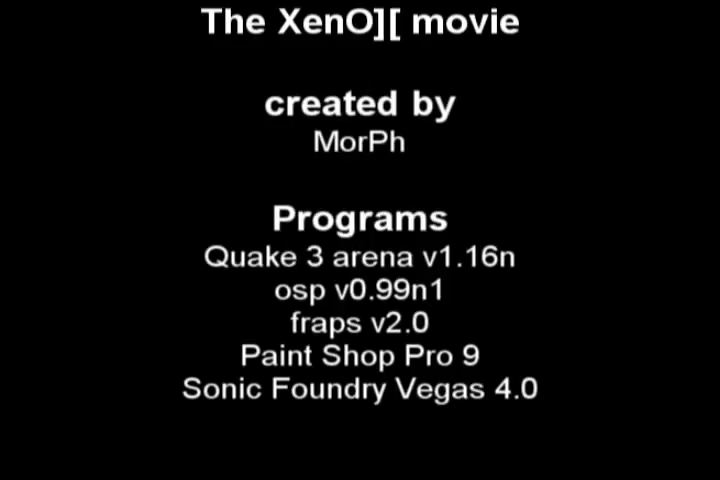 The XenO][ movie
created by
MorPh
Programs
Quake 3 arena v1.16n
osp v0.99n1
fraps v2.0
Paint Shop Pro 9
Sonic Foundry Vegas 4.0